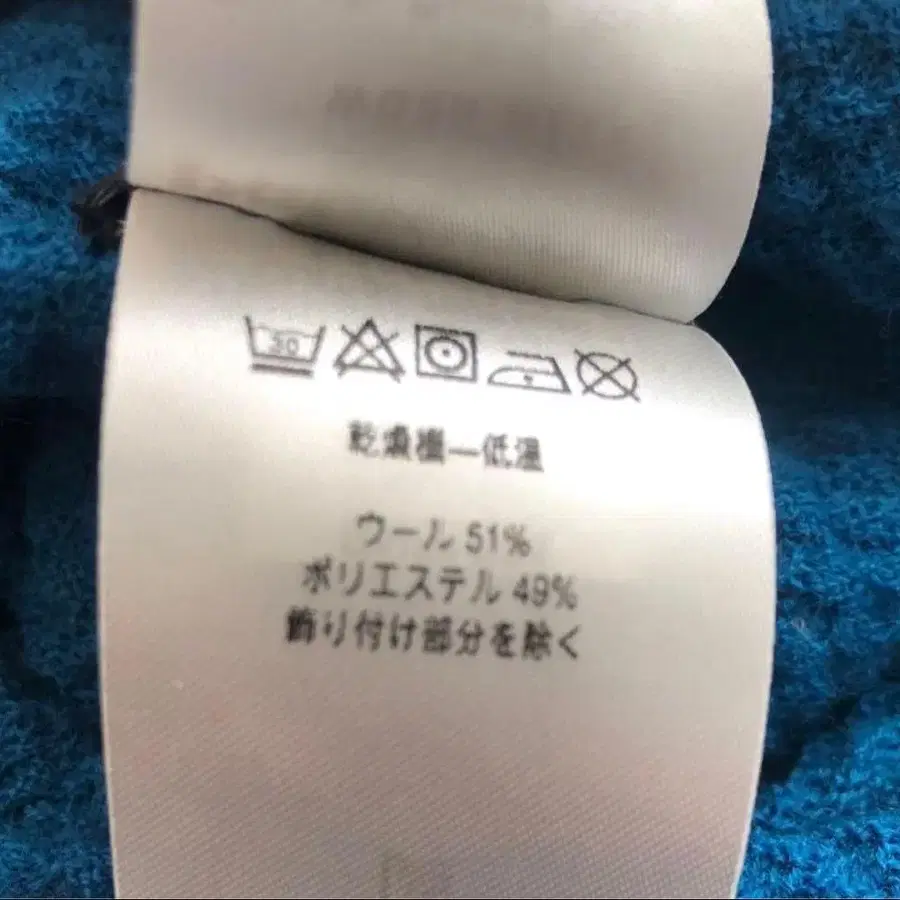 30
乾燥機—低温
ウール 51%
ポリエステル 49%
飾り付け部分を除く